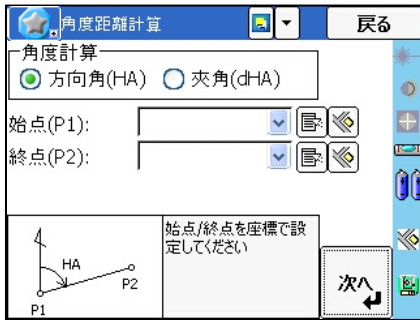 角度距離計算
戻る
角度計算
方向角(HA) 夾角(dHA)
始点(P1):
終点(P2):
始点/終点を座標で設
定してください
HA
P2
P1
次へ